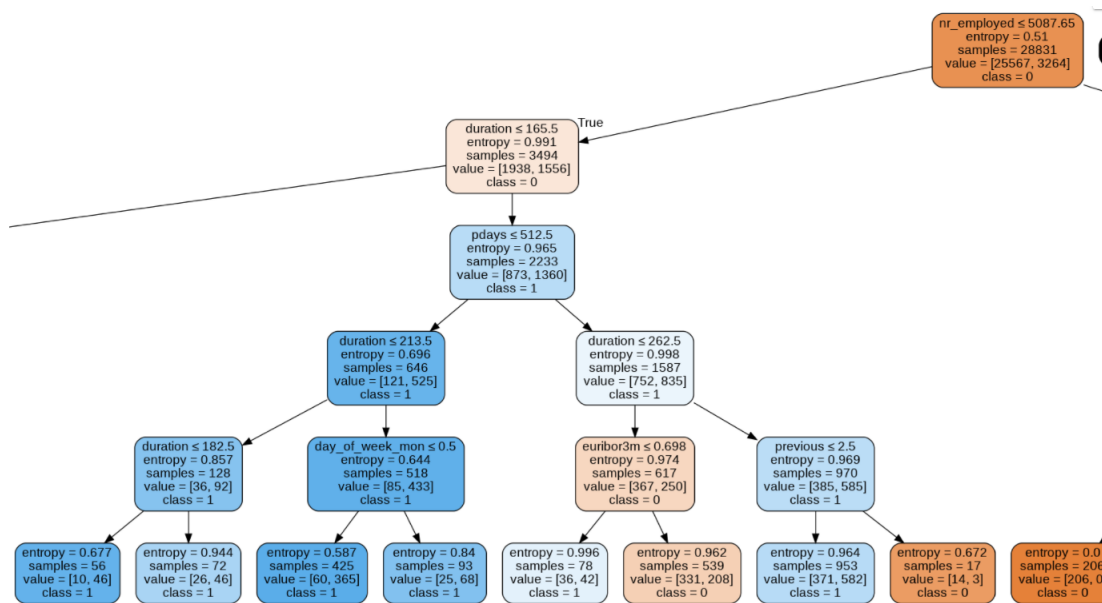 nr_employed ≤ 5087.65
entropy = 0.51
samples = 28831
value = [25567, 3264]
class = 0
True
duration ≤ 165.5
entropy = 0.991
samples = 3494
value = [1938, 1556]
class = 0
pdays ≤ 512.5
entropy = 0.965
samples = 2233
value = [873, 1360]
class = 1
duration ≤ 213.5
entropy = 0.696
samples = 646
value = [121, 525]
class = 1
duration ≤ 262.5
entropy = 0.998
samples = 1587
value = [752, 835]
class = 1
duration ≤ 182.5
entropy = 0.857
samples = 128
value = [36, 92]
class = 1
day_of_week_mon ≤ 0.5
entropy = 0.644
samples = 518
value = [85, 433]
class = 1
euribor3m ≤ 0.698
entropy = 0.974
samples = 617
value = [367, 250]
class = 0
previous ≤ 2.5
entropy = 0.969
samples = 970
value = [385, 585]
class = 1
entropy = 0.677
samples = 56
value = [10, 46]
class = 1
entropy = 0.944
samples = 72
value = [26, 46]
class = 1
entropy = 0.587
samples = 425
value = [60, 365]
class = 1
entropy = 0.84
samples = 93
value = [25, 68]
class = 1
entropy = 0.996
samples = 78
value = [36, 42]
class = 1
entropy = 0.962
samples = 539
value = [331, 208]
class = 0
entropy = 0.964
samples = 953
value = [371, 582]
class = 1
entropy = 0.672
samples = 17
value = [14, 3]
class = 0
entropy = 0.0
samples = 206
value = [206, 0
class = 0